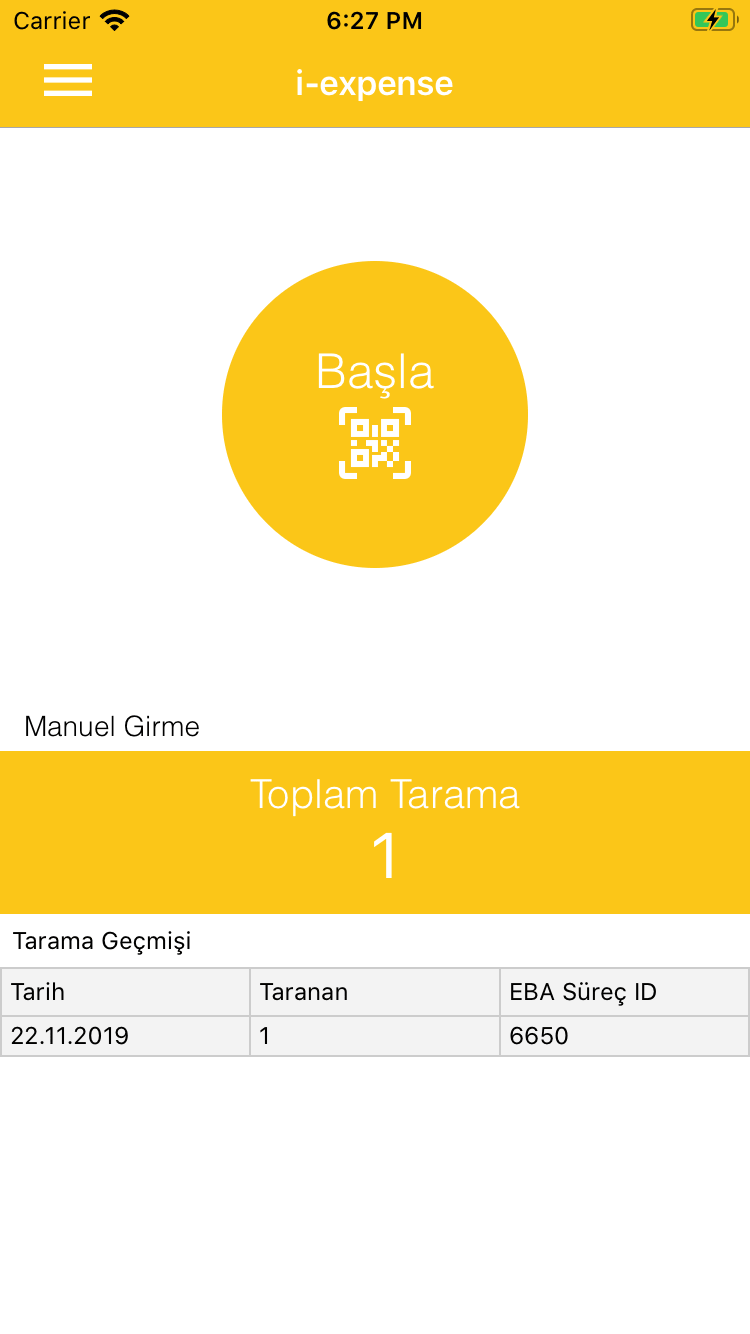 Carrier 6:27 PM
i-expense
Başla
Manuel Girme
Toplam Tarama
1
Tarama Geçmişi
Tarih Taranan EBA Süreç ID
22.11.2019 1 6650